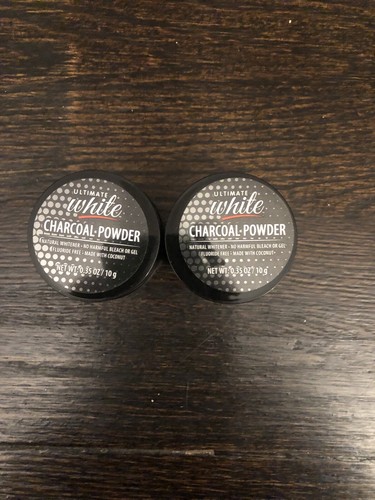 ULTIMATE
white
CHARCOAL·POWDER
NATURAL WHITENER · NO HARMFUL BLEACH OR GEL
FLUORIDE FREE · MADE WITH COCONUT
NET WT. 0.35 OZ / 10 g
ULTIMATE
white
CHARCOAL·POWDER
NATURAL WHITENER · NO HARMFUL BLEACH OR GEL
FLUORIDE FREE · MADE WITH COCONUT
NET WT. 0.35 OZ / 10 g